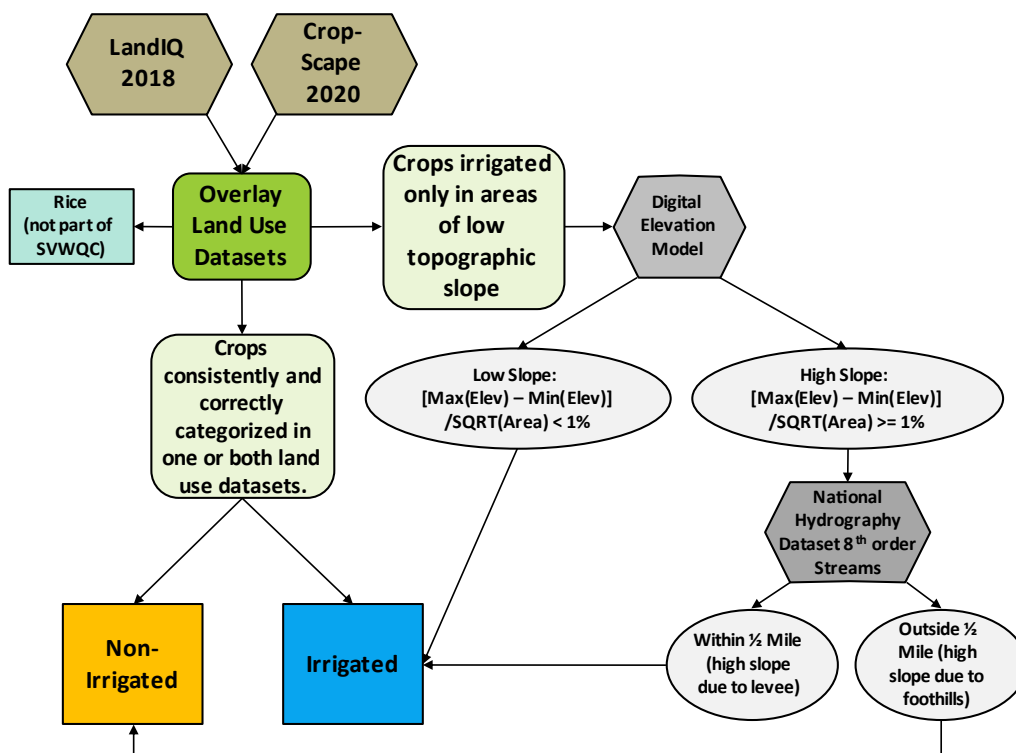 LandIQ
2018
Crop-
Scape
2020
Rice
(not part of
SVWQC)
Overlay
Land Use
Datasets
Crops irrigated
only in areas
of low
topographic
slope
Digital
Elevation
Model
Crops
consistently and
correctly
categorized in
one or both land
use datasets.
Low Slope:
[Max(Elev) – Min(Elev)]
/SQRT(Area) < 1%
High Slope:
[Max(Elev) – Min(Elev)]
/SQRT(Area) >= 1%
National
Hydrography
Dataset 8th order
Streams
Non-
Irrigated
Irrigated
Within ½ Mile
(high slope
due to levee)
Outside ½
Mile (high
slope due to
foothills)